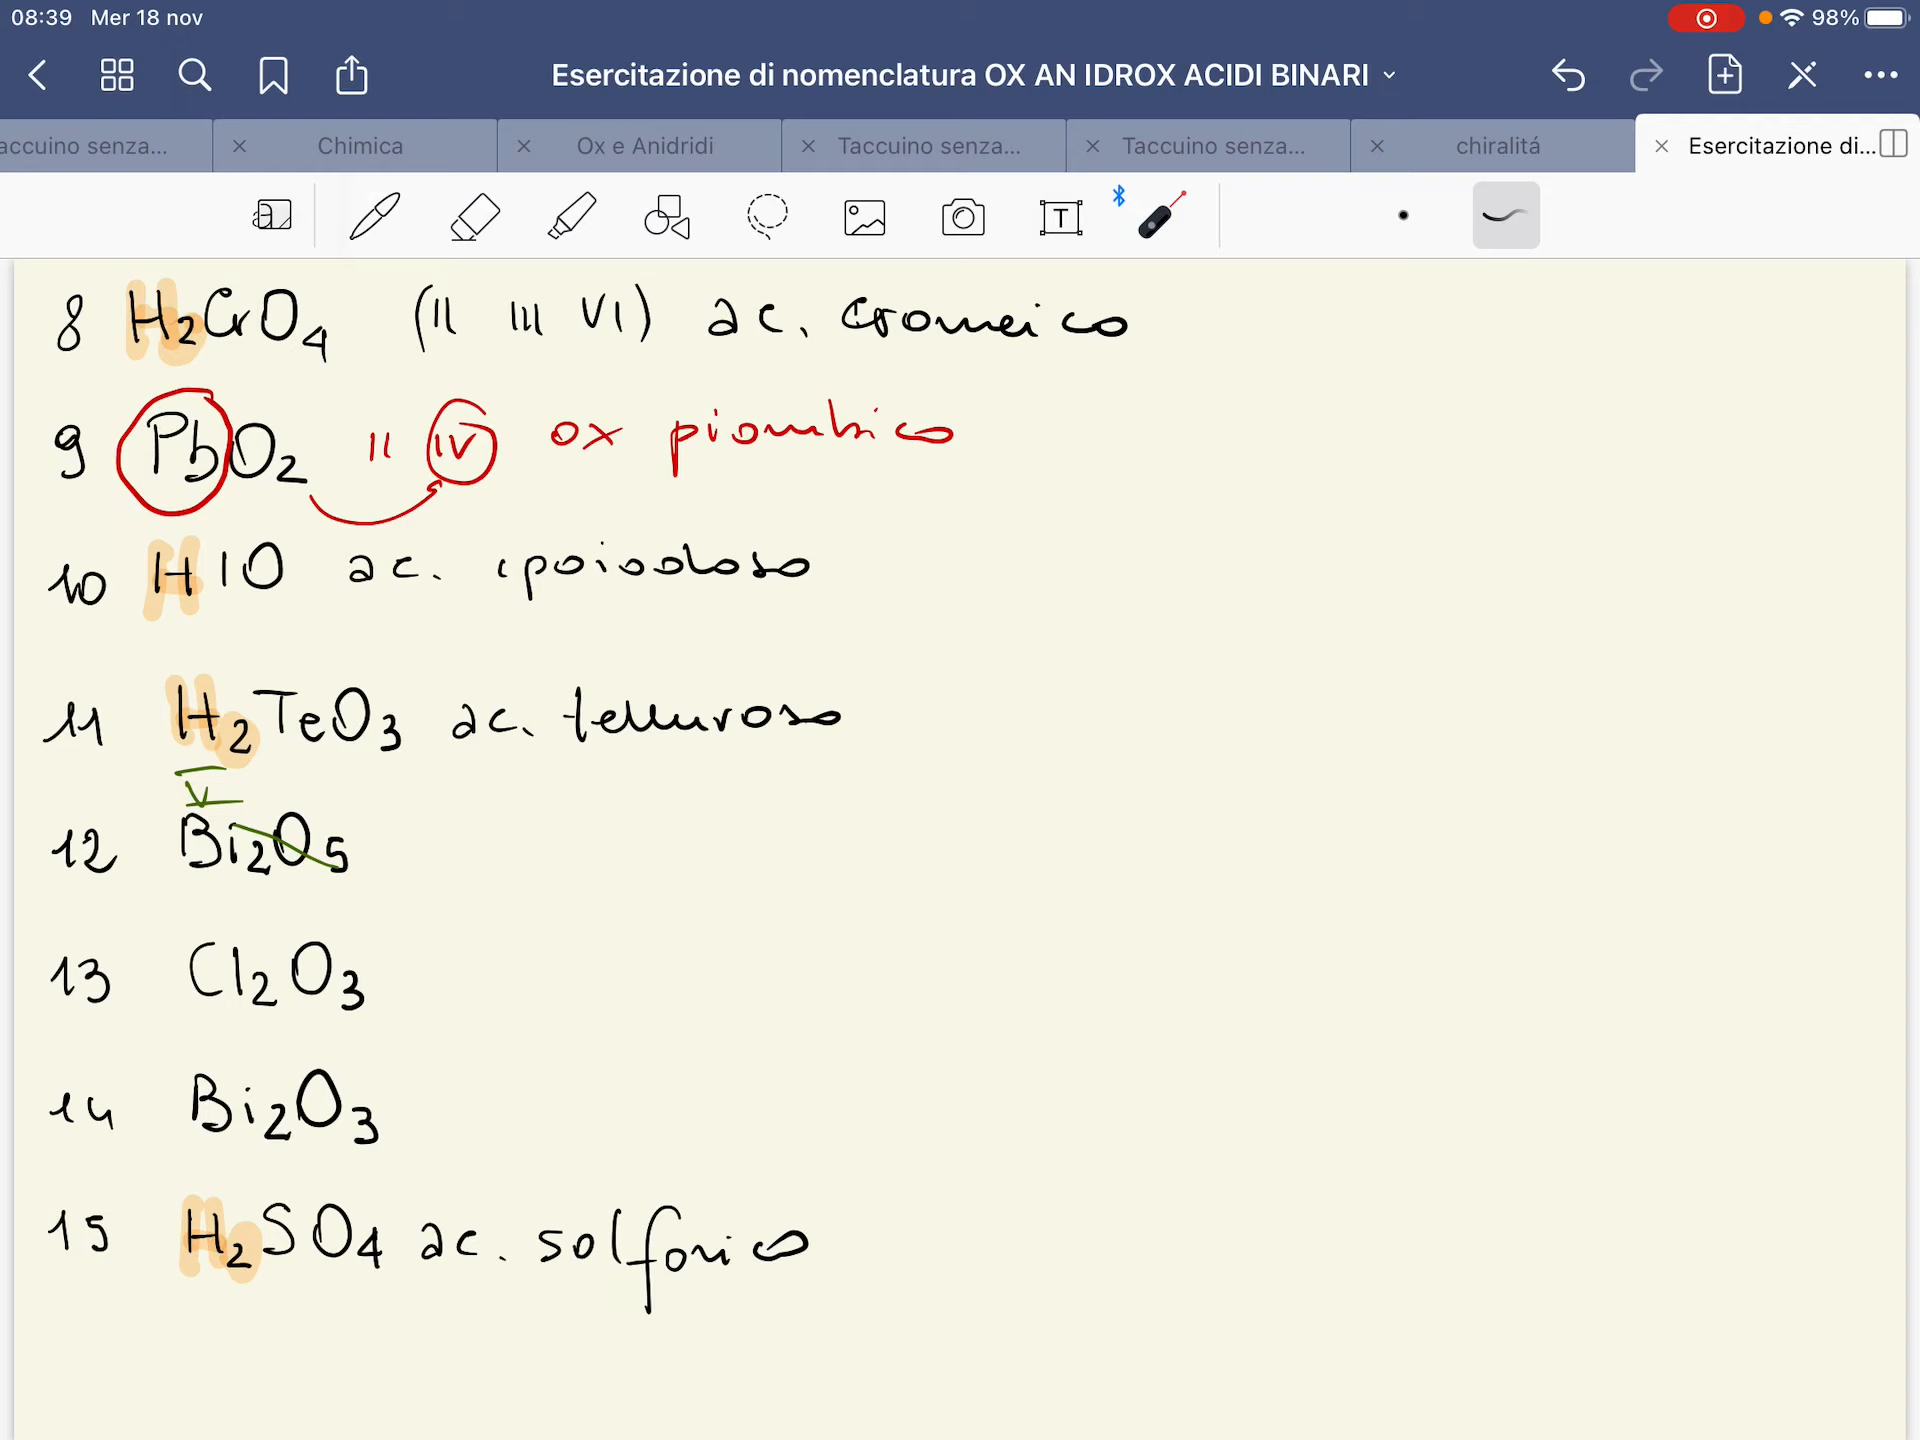 08:39 Mer 18 nov 98%
Esercitazione di nomenclatura OX AN IDROX ACIDI BINARI
accuino senza... Chimica Ox e Anidridi Taccuino senza... Taccuino senza... chiralitá Esercitazione di...
8 H₂CrO₄ (II III VI) ac. cromico
9 PbO₂ II IV ox piombico
10 HIO ac. ipoiodoso
11 H₂TeO₃ ac. telluroso
V
12 Bi₂O₅
13 Cl₂O₃
14 Bi₂O₃
15 H₂SO₄ ac. solforico